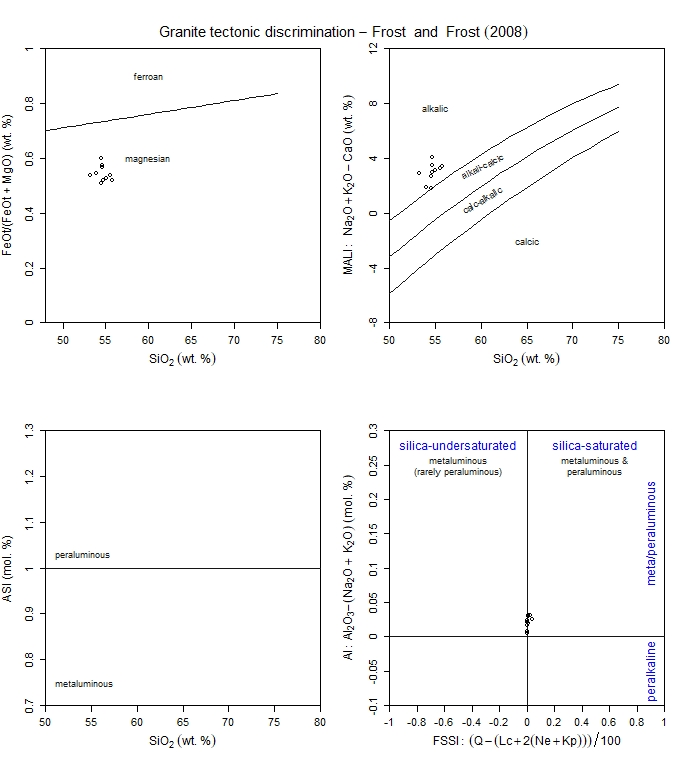 Granite tectonic discrimination – Frost and Frost (2008)
FeOt/(FeOt + MgO) (wt. %)
1
0.8
0.6
0.4
0.2
0
ferroan
magnesian
50 55 60 65 70 75 80
SiO2 (wt. %)
MALI : Na2O + K2O – CaO (wt. %)
12
8
4
0
-4
-8
alkalic
alkali-calcic
calc-alkalic
calcic
50 55 60 65 70 75 80
SiO2 (wt. %)
ASI (mol. %)
1.3
1.2
1.1
1
0.9
0.8
0.7
peraluminous
metaluminous
50 55 60 65 70 75 80
SiO2 (wt. %)
AI : Al2O3 – (Na2O + K2O) (mol. %)
0.3
0.25
0.2
0.15
0.1
0.05
0
-0.05
-0.1
silica-undersaturated
metaluminous
(rarely peraluminous)
silica-saturated
metaluminous &
peraluminous
meta/peraluminous
peralkaline
-1 -0.8 -0.6 -0.4 -0.2 0 0.2 0.4 0.6 0.8 1
FSSI : (Q – (Lc + 2(Ne + Kp)))/100